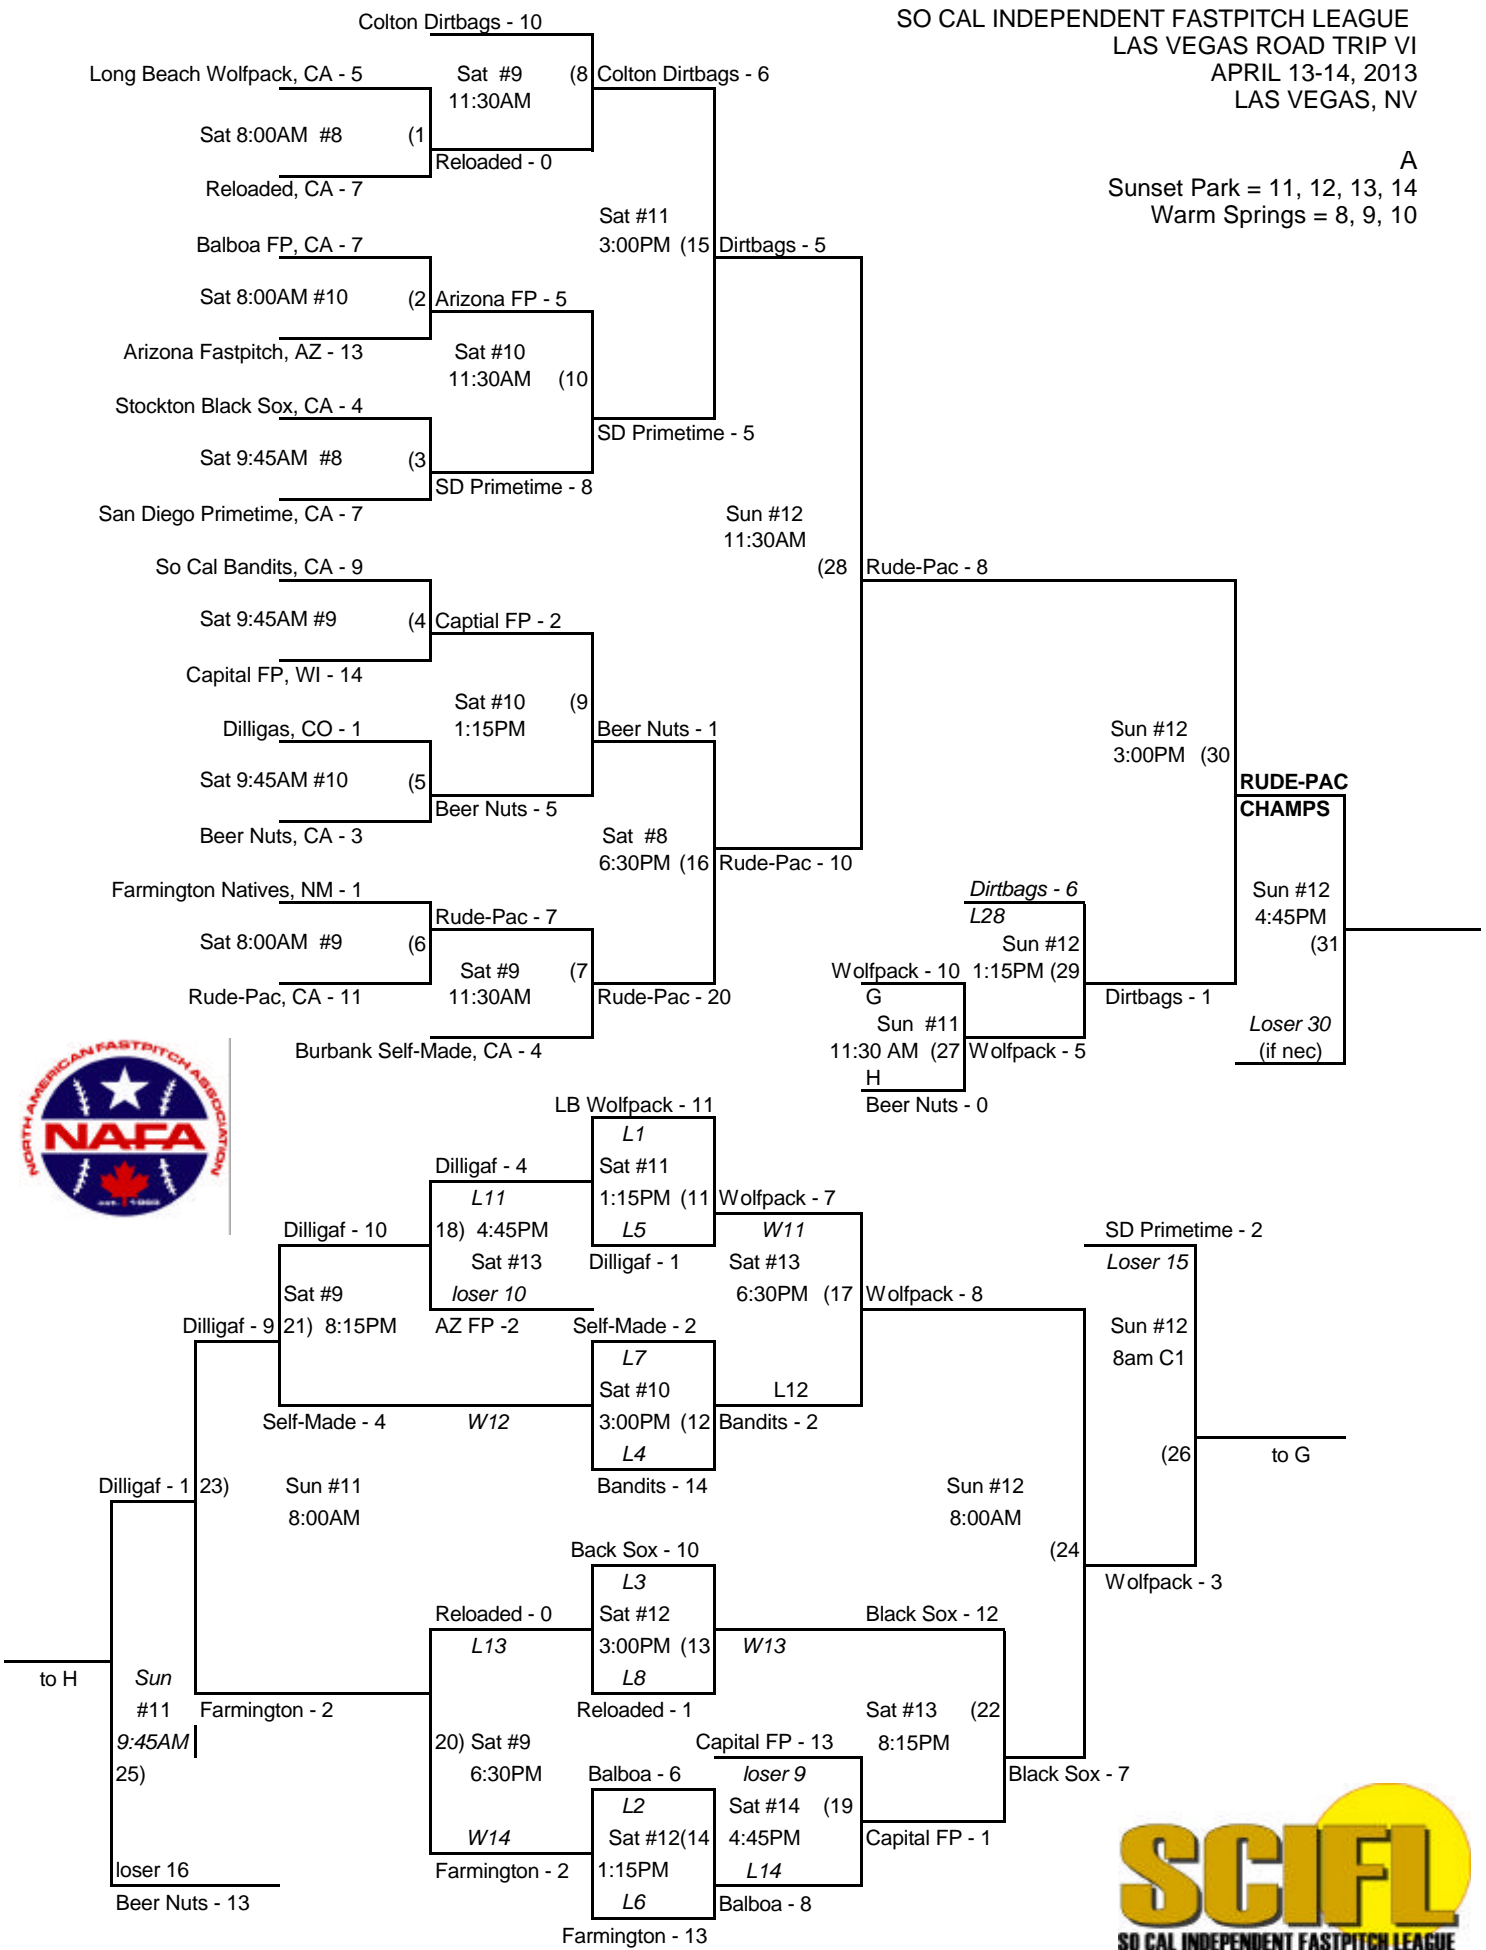 SO CAL INDEPENDENT FASTPITCH LEAGUE
LAS VEGAS ROAD TRIP VI
APRIL 13-14, 2013
LAS VEGAS, NV
A
Sunset Park = 11, 12, 13, 14
Warm Springs = 8, 9, 10
Colton Dirtbags - 10
Long Beach Wolfpack, CA - 5
Sat #9
11:30AM
(8
Colton Dirtbags - 6
Sat 8:00AM #8
(1
Reloaded - 0
Reloaded, CA - 7
Sat #11
3:00PM (15
Dirtbags - 5
Balboa FP, CA - 7
Sat 8:00AM #10
(2
Arizona FP - 5
Arizona Fastpitch, AZ - 13
Sat #10
11:30AM
(10
Stockton Black Sox, CA - 4
SD Primetime - 5
Sat 9:45AM #8
(3
SD Primetime - 8
San Diego Primetime, CA - 7
Sun #12
11:30AM
(28
Rude-Pac - 8
So Cal Bandits, CA - 9
Sat 9:45AM #9
(4
Captial FP - 2
Capital FP, WI - 14
Sat #10
1:15PM
(9
Dilligas, CO - 1
Beer Nuts - 1
Sun #12
3:00PM (30
Sat 9:45AM #10
(5
RUDE-PAC
CHAMPS
Beer Nuts - 5
Beer Nuts, CA - 3
Sat #8
6:30PM (16
Rude-Pac - 10
Farmington Natives, NM - 1
Rude-Pac - 7
Sat 8:00AM #9
(6
Sat #9
11:30AM
(7
Rude-Pac, CA - 11
Rude-Pac - 20
Burbank Self-Made, CA - 4
Dirtbags - 6
L28
Sun #12
1:15PM (29
Sun #12
4:45PM
(31
Wolfpack - 10
G
Sun #11
11:30 AM (27
H
Beer Nuts - 0
Wolfpack - 5
Dirtbags - 1
Loser 30
(if nec)
NORTH AMERICAN FASTPITCH ASSOCIATION
NAFA
LB Wolfpack - 11
L1
Sat #11
1:15PM (11
L5
Dilligaf - 1
Dilligaf - 4
L11
18) 4:45PM
Sat #13
loser 10
AZ FP -2
Wolfpack - 7
W11
Sat #13
6:30PM (17
Wolfpack - 8
Dilligaf - 10
Sat #9
21) 8:15PM
Dilligaf - 9
Self-Made - 2
L7
Sat #10
3:00PM (12
L4
Bandits - 14
L12
Bandits - 2
Self-Made - 4
W12
SD Primetime - 2
Loser 15
Sun #12
8am C1
(26
to G
Dilligaf - 1
23)
Sun #11
8:00AM
Sun #12
8:00AM
(24
Wolfpack - 3
Back Sox - 10
L3
Sat #12
3:00PM (13
L8
Reloaded - 1
Reloaded - 0
L13
W13
Black Sox - 12
to H
Sun
#11
9:45AM
25)
Farmington - 2
20) Sat #9
6:30PM
Sat #13
8:15PM
(22
Capital FP - 13
loser 9
Sat #14
(19
4:45PM
L14
Balboa - 8
Black Sox - 7
Balboa - 6
L2
Sat #12(14
1:15PM
L6
Farmington - 13
W14
Farmington - 2
Capital FP - 1
loser 16
Beer Nuts - 13
SCIFL
SO CAL INDEPENDENT FASTPITCH LEAGUE